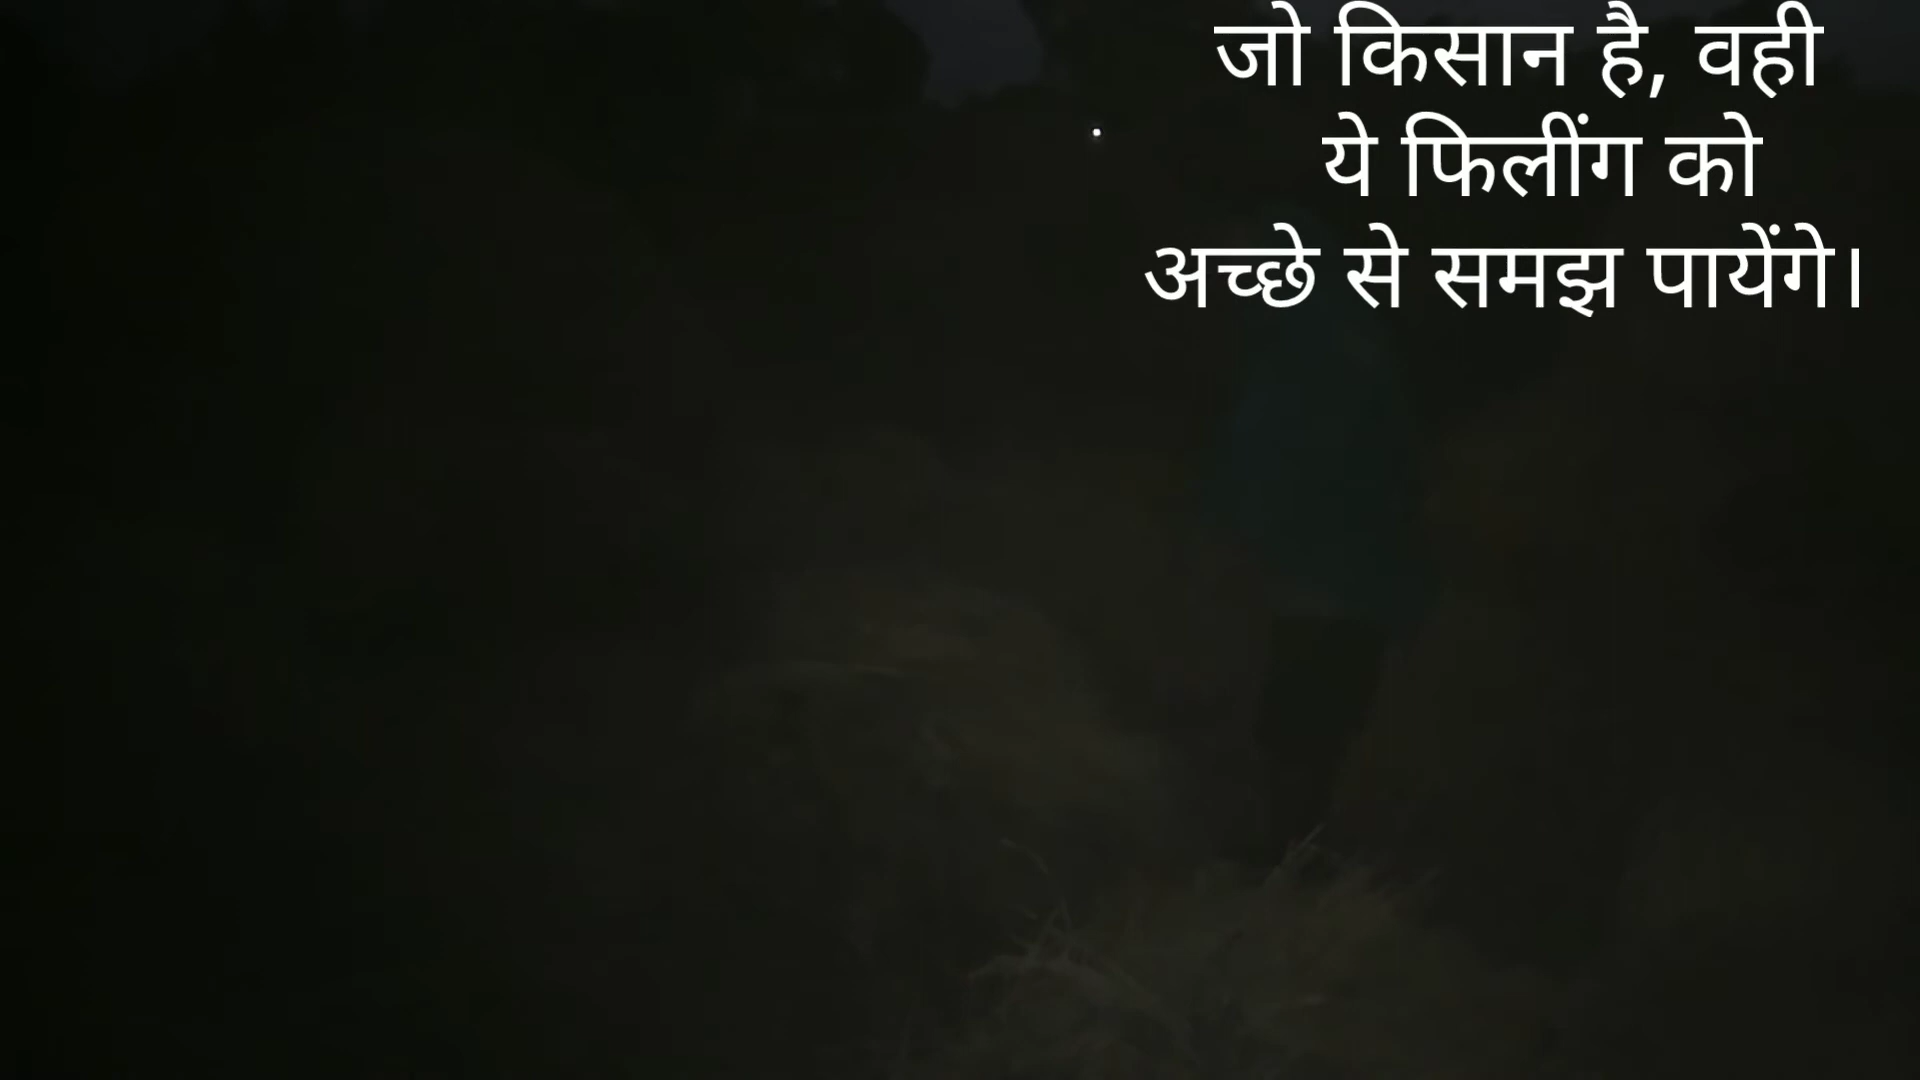 जो किसान है, वही
ये फिलींग को
अच्छे से समझ पायेंगे।